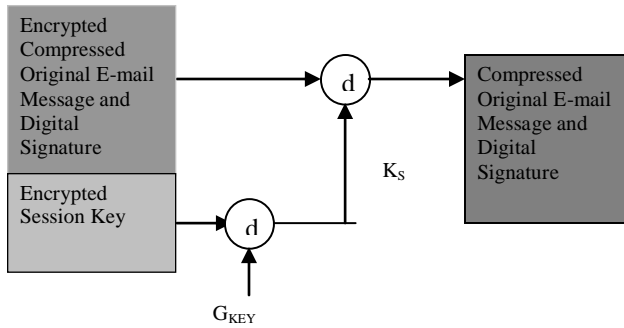 Encrypted
Compressed
Original E-mail
Message and
Digital
Signature
d
Compressed
Original E-mail
Message and
Digital
Signature
K_S
Encrypted
Session Key
d
G_KEY